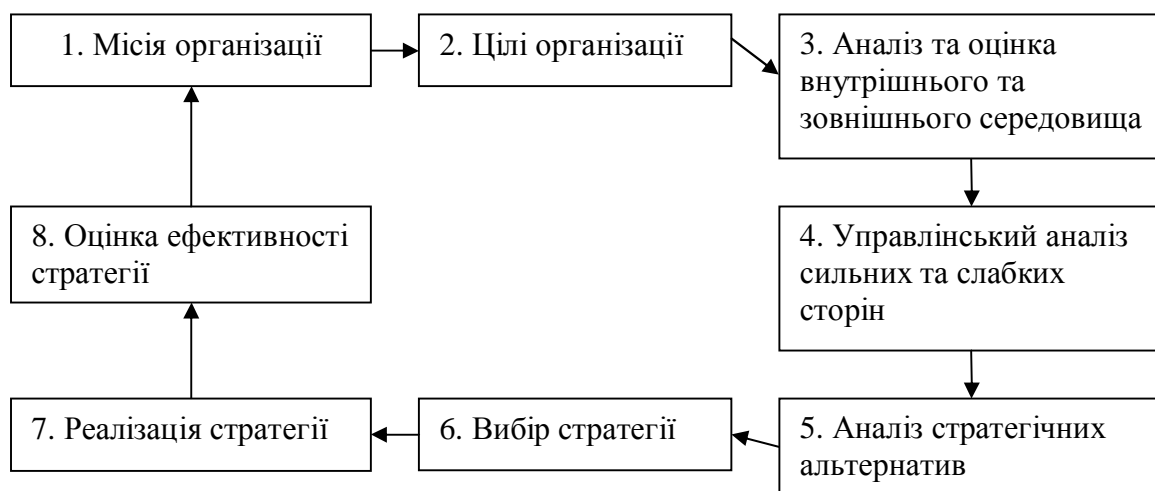 1. Місія організації
2. Цілі організації
3. Аналіз та оцінка
внутрішнього та
зовнішнього середовища
4. Управлінський аналіз
сильних та слабких
сторін
5. Аналіз стратегічних
альтернатив
6. Вибір стратегії
7. Реалізація стратегії
8. Оцінка ефективності
стратегії